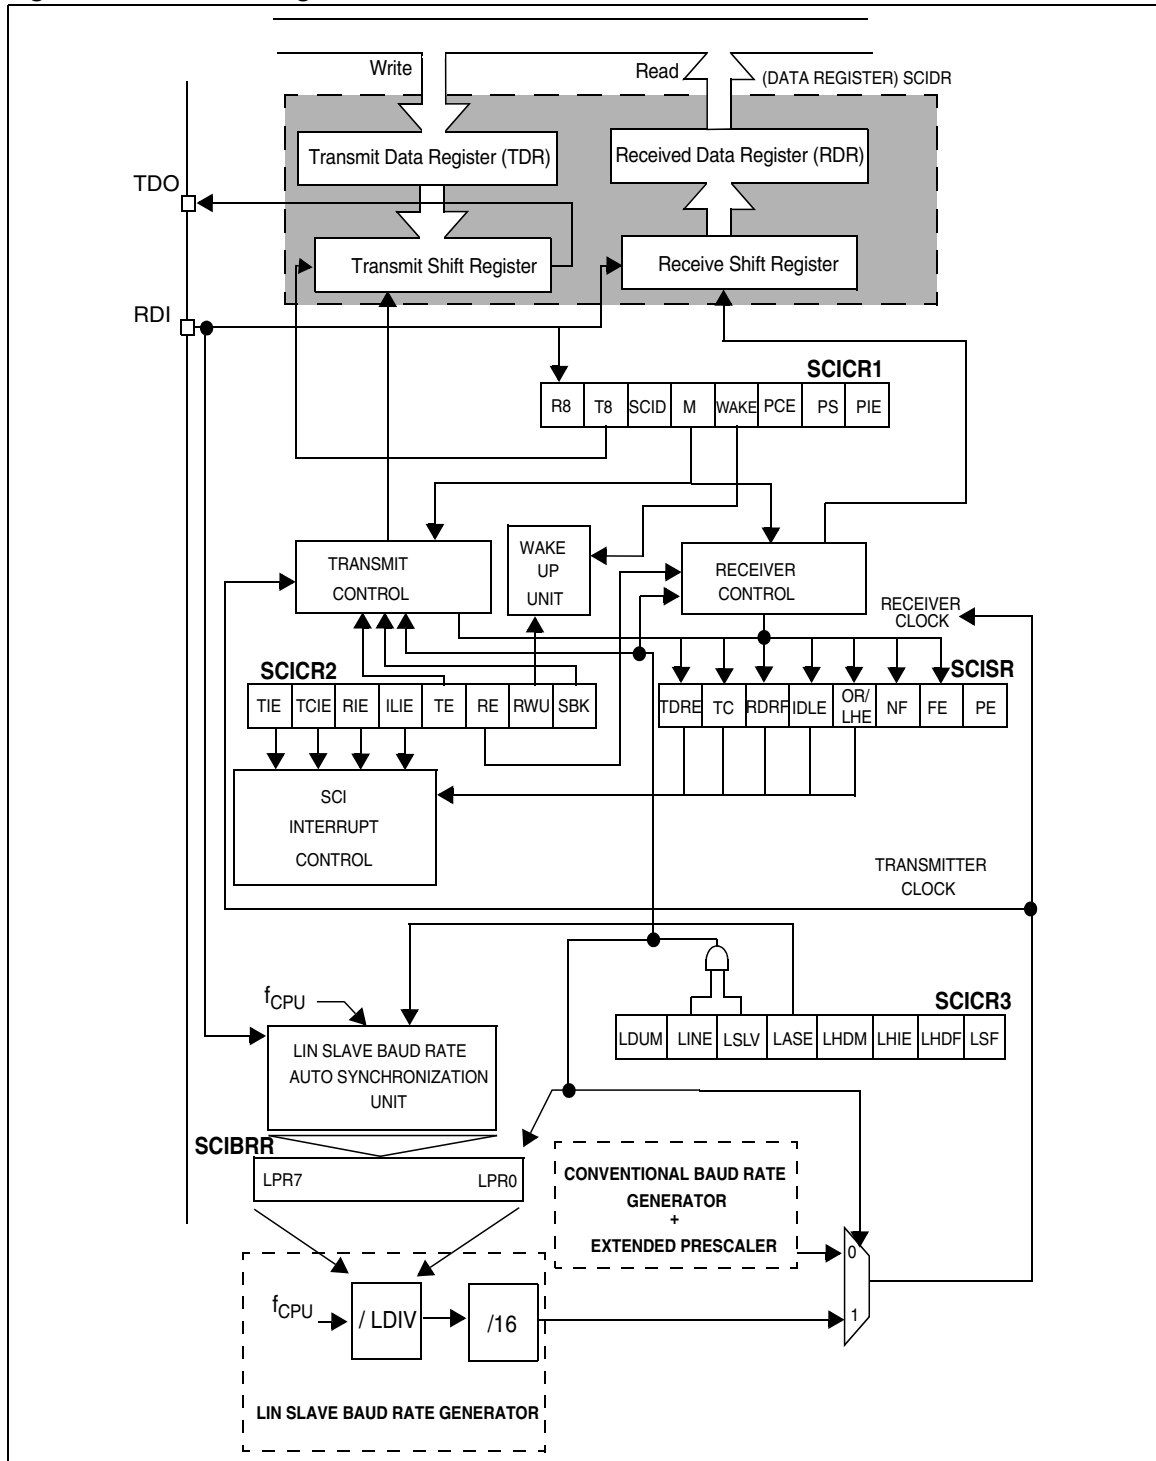 Write
Read
(DATA REGISTER) SCIDR
Transmit Data Register (TDR)
Received Data Register (RDR)
TDO
Transmit Shift Register
Receive Shift Register
RDI
SCICR1
R8 T8 SCID M WAKE PCE PS PIE
TRANSMIT
CONTROL
WAKE
UP
UNIT
RECEIVER
CONTROL
RECEIVER
CLOCK
SCICR2
SCISR
TIE TCIE RIE ILIE TE RE RWU SBK
TDRE TC RDRF IDLE OR/ LHE NF FE PE
SCI
INTERRUPT
CONTROL
TRANSMITTER
CLOCK
fCPU
SCICR3
LDUM LINE LSLV LASE LHDM LHIE LHDF LSF
LIN SLAVE BAUD RATE
AUTO SYNCHRONIZATION
UNIT
SCIBRR
LPR7 LPR0
CONVENTIONAL BAUD RATE
GENERATOR
+
EXTENDED PRESCALER
0
fCPU
/ LDIV
/16
1
LIN SLAVE BAUD RATE GENERATOR